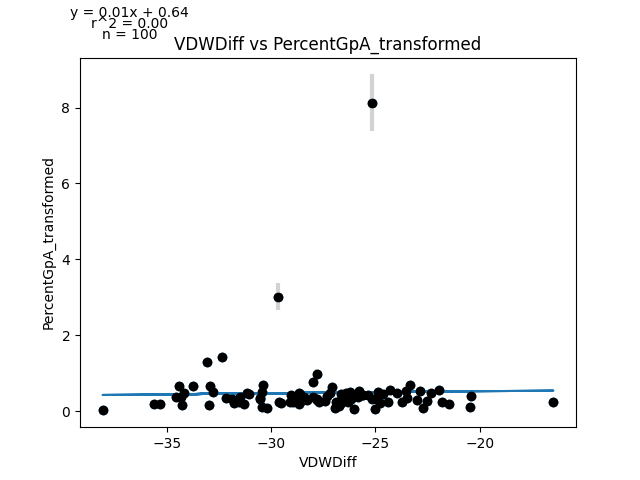 y = 0.01x + 0.64
r^2 = 0.00
n = 100
VDWDiff vs PercentGpA_transformed
PercentGpA_transformed
8
6
4
2
0
−35
−30
−25
−20
VDWDiff